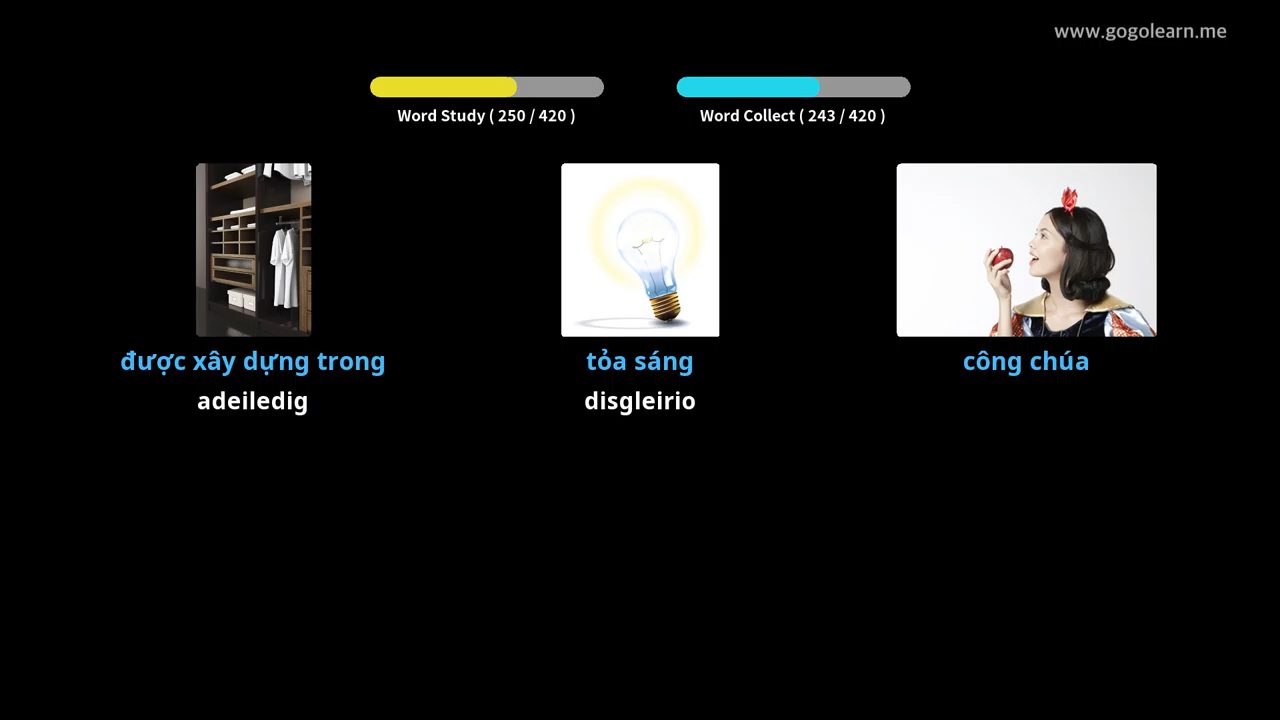 www.gogolearn.me
Word Study ( 250 / 420 )
Word Collect ( 243 / 420 )
được xây dựng trong
tỏa sáng
công chúa
adeiledig
disgleirio